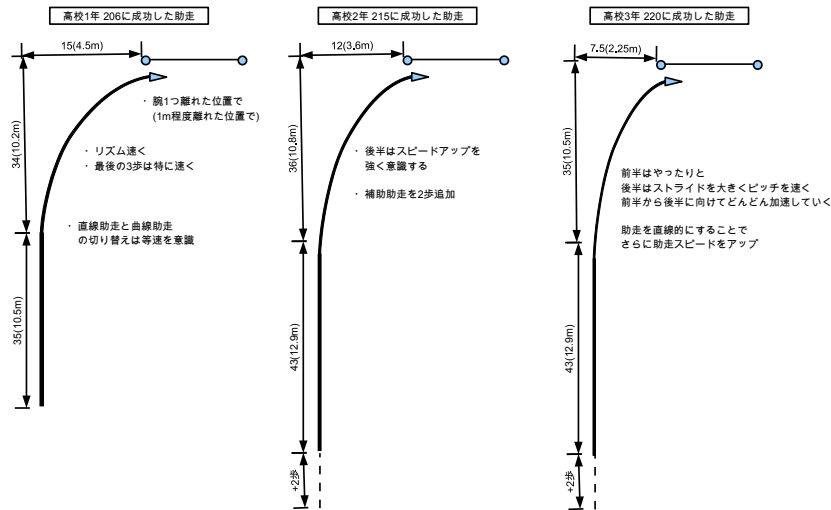 高校1年 206に成功した助走
15(4.5m)
34(10.2m)
35(10.5m)
・ 腕1つ離れた位置で
(1m程度離れた位置で)
・ リズム速く
・ 最後の3歩は特に速く
・ 直線助走と曲線助走
の切り替えは等速を意識
高校2年 215に成功した助走
12(3.6m)
36(10.8m)
43(12.9m)
+2歩
・ 後半はスピードアップを
強く意識する
・ 補助助走を2歩追加
高校3年 220に成功した助走
7.5(2.25m)
35(10.5m)
43(12.9m)
+2歩
前半はやったりと
後半はストライドを大きくピッチを速く
前半から後半に向けてどんどん加速していく
助走を直線的にすることで
さらに助走スピードをアップ